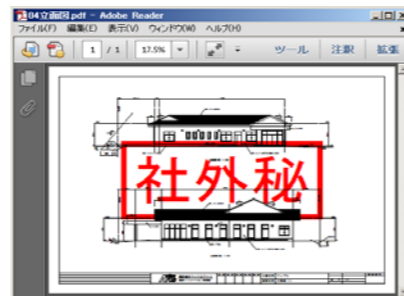 04立面図.pdf - Adobe Reader
ファイル(F) 編集(E) 表示(V) ウィンドウ(W) ヘルプ(H)
1 / 1 17.5% ツール 注釈 拡張
社外秘